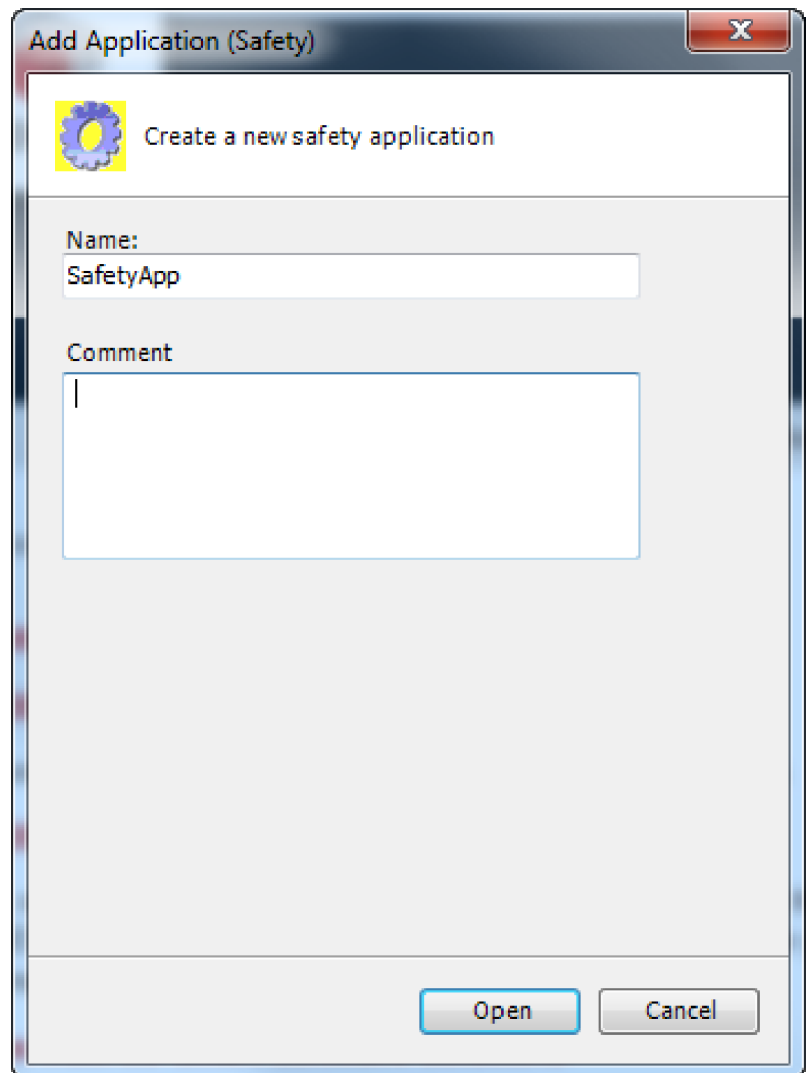 Add Application (Safety)
Create a new safety application
Name:
SafetyApp
Comment
Open Cancel